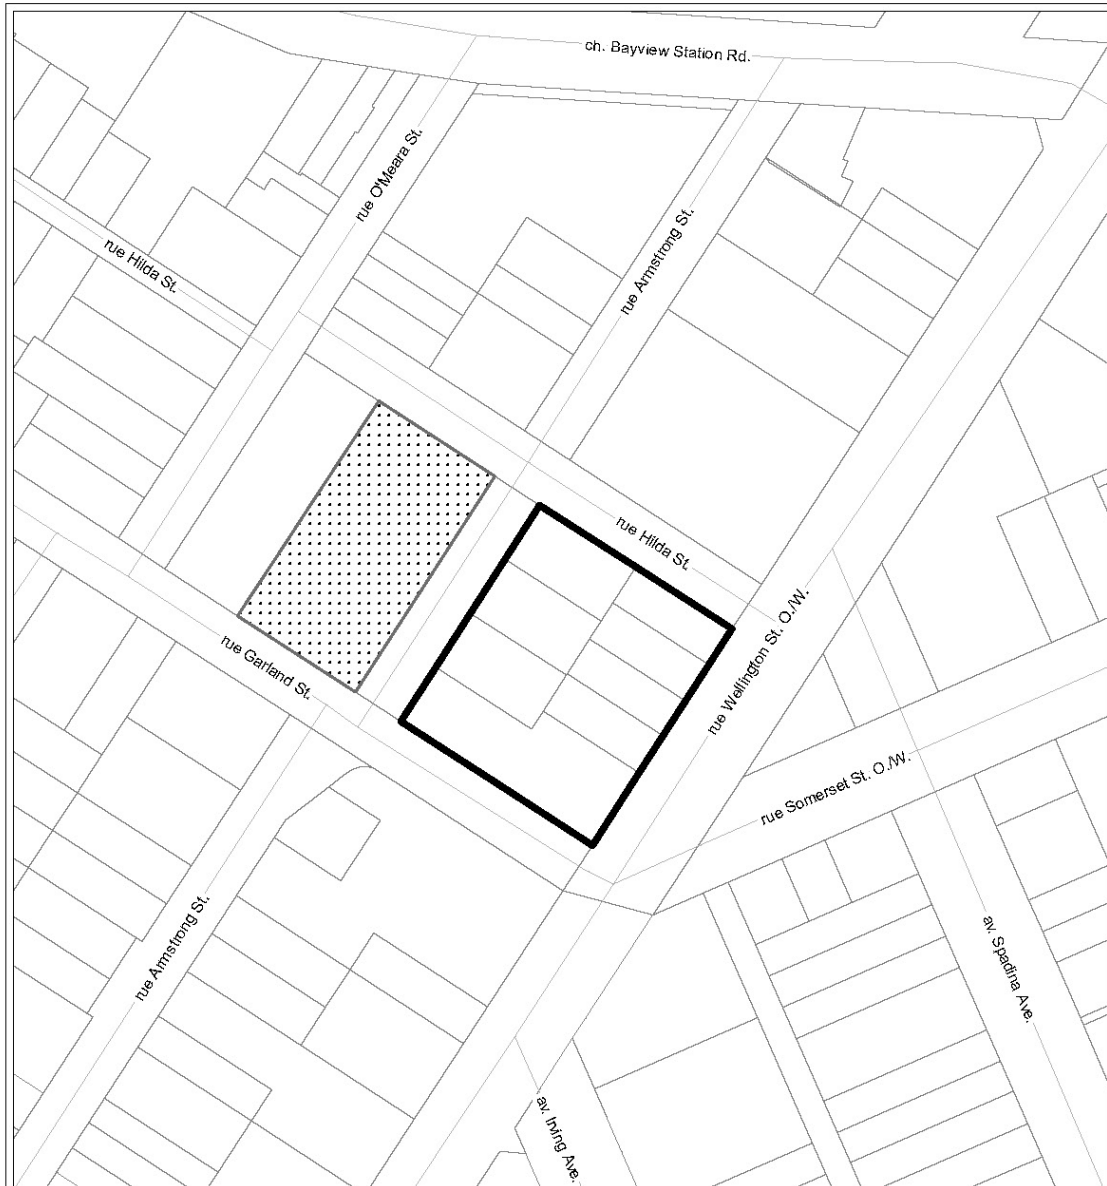 ch. Bayview Station Rd.
rue O'Meara St.
rue Armstrong St.
rue Hilda St.
rue Hilda St.
rue Garland St.
rue Wellington St. O./W.
rue Somerset St. O./W.
rue Armstrong St.
av. Spadina Ave.
av. Irving Ave.